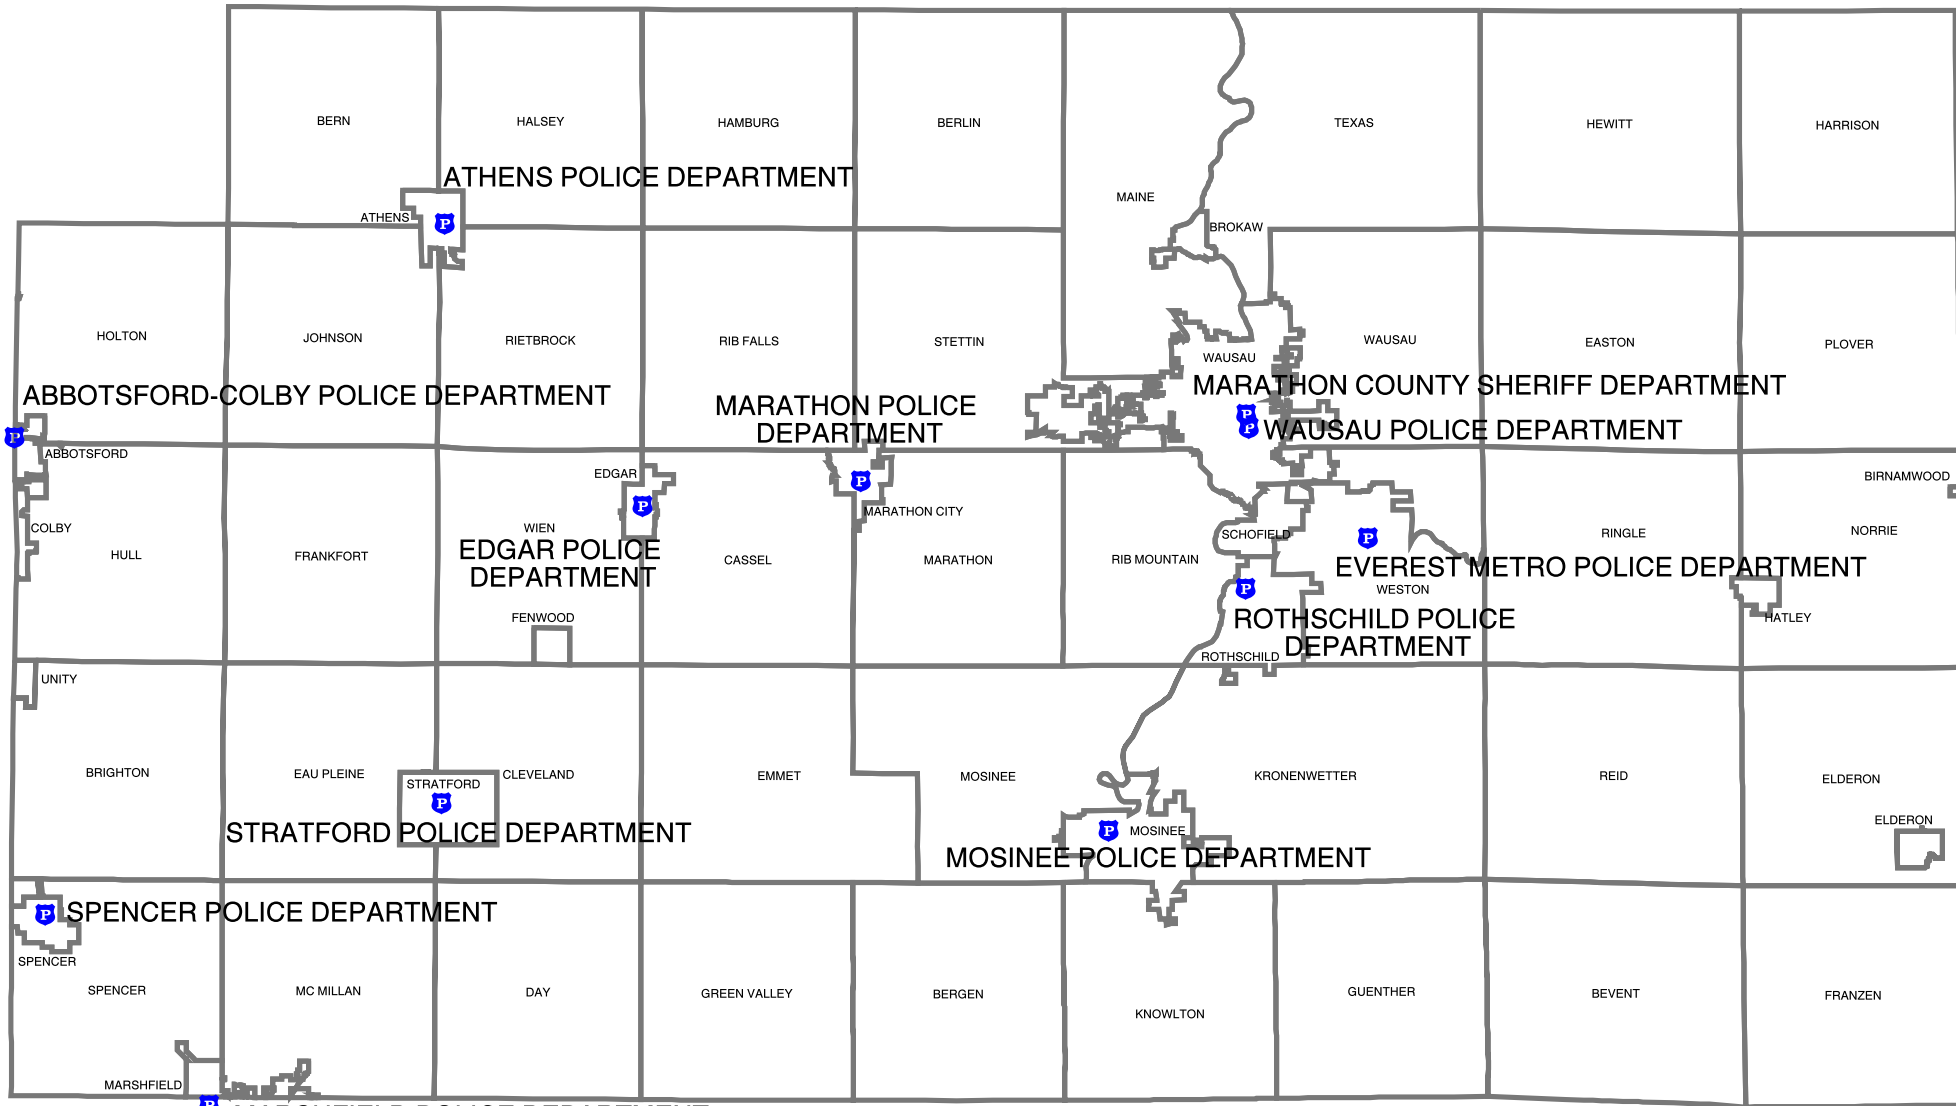 BERN
HALSEY
HAMBURG
BERLIN
TEXAS
HEWITT
HARRISON
ATHENS POLICE DEPARTMENT
MAINE
ATHENS
P
BROKAW
HOLTON
JOHNSON
RIETBROCK
RIB FALLS
STETTIN
WAUSAU
WAUSAU
EASTON
PLOVER
ABBOTSFORD-COLBY POLICE DEPARTMENT
MARATHON POLICE
DEPARTMENT
MARATHON COUNTY SHERIFF DEPARTMENT
P
P
WAUSAU POLICE DEPARTMENT
P
ABBOTSFORD
EDGAR
P
P
MARATHON CITY
BIRNAMWOOD
COLBY
HULL
FRANKFORT
WIEN
EDGAR POLICE
DEPARTMENT
CASSEL
MARATHON
RIB MOUNTAIN
SCHOFIELD
P
RINGLE
NORRIE
EVEREST METRO POLICE DEPARTMENT
WESTON
P
ROTHSCHILD POLICE
DEPARTMENT
HATLEY
FENWOOD
ROTHSCHILD
UNITY
BRIGHTON
EAU PLEINE
STRATFORD
CLEVELAND
P
EMMET
MOSINEE
KRONENWETTER
REID
ELDERON
STRATFORD POLICE DEPARTMENT
P
MOSINEE
MOSINEE POLICE DEPARTMENT
ELDERON
P
SPENCER POLICE DEPARTMENT
SPENCER
SPENCER
MC MILLAN
DAY
GREEN VALLEY
BERGEN
KNOWLTON
GUENTHER
BEVENT
FRANZEN
MARSHFIELD
P
MARSHFIELD POLICE DEPARTMENT